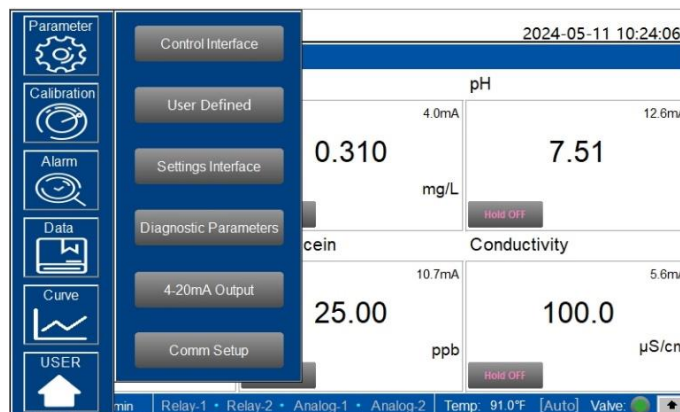 Parameter
Calibration
Alarm
Data
Curve
USER
Control Interface
User Defined
Settings Interface
Diagnostic Parameters
4-20mA Output
Comm Setup
2024-05-11 10:24:06
pH
4.0mA
12.6m
0.310
7.51
mg/L
Hold OFF
cein
Conductivity
10.7mA
5.6m
25.00
100.0
ppb
µS/cm
Hold OFF
min Relay-1 • Relay-2 • Analog-1 • Analog-2 Temp: 91.0°F [Auto] Valve: